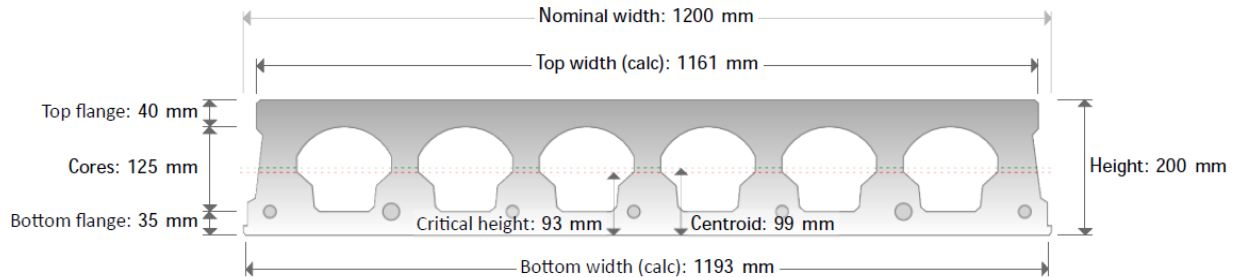 Nominal width: 1200 mm
Top width (calc): 1161 mm
Top flange: 40 mm
Cores: 125 mm
Height: 200 mm
Bottom flange: 35 mm
Critical height: 93 mm
Centroid: 99 mm
Bottom width (calc): 1193 mm